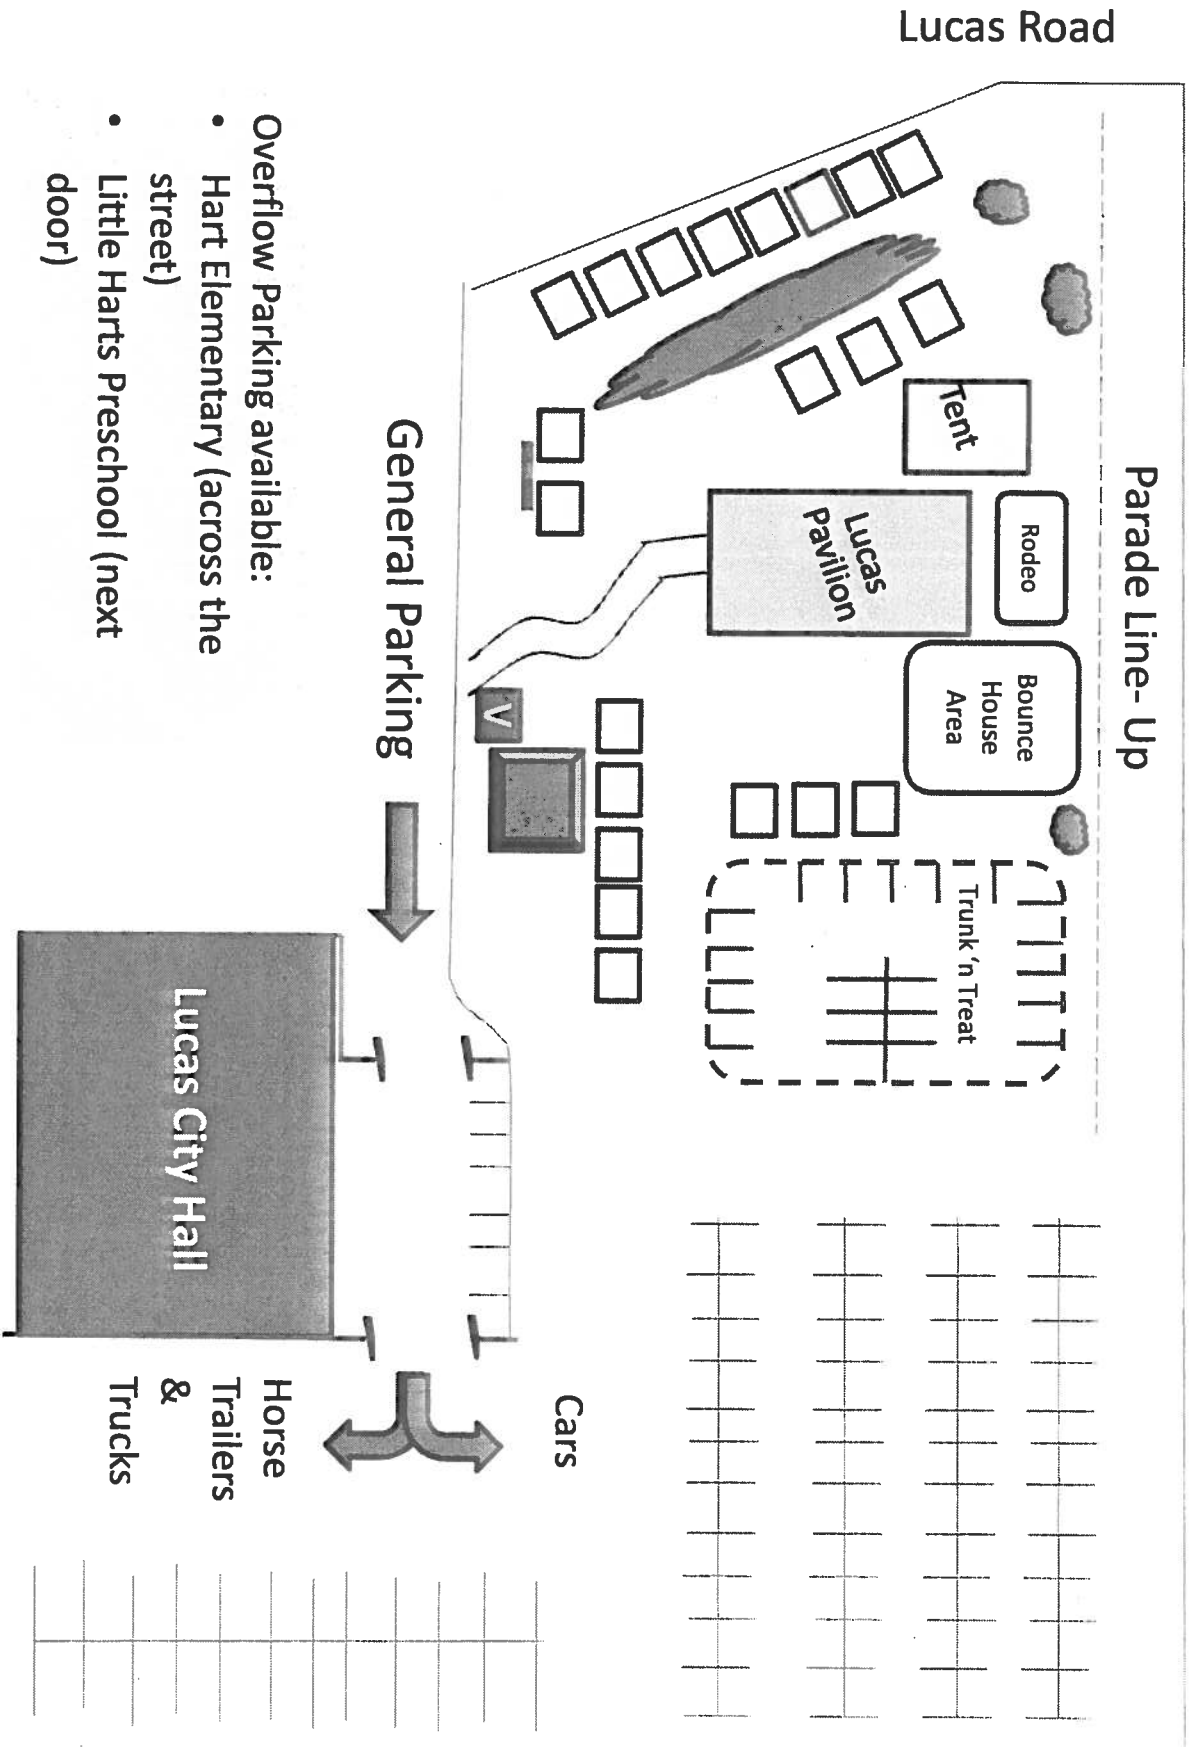 Lucas Road
Parade Line- Up
Tent
Rodeo
Lucas
Pavilion
Bounce
House
Area
Trunk ‘n Treat
V
General Parking
Overflow Parking available:
• Hart Elementary (across the
street)
• Little Harts Preschool (next
door)
Lucas City Hall
Cars
Horse
Trailers
&
Trucks